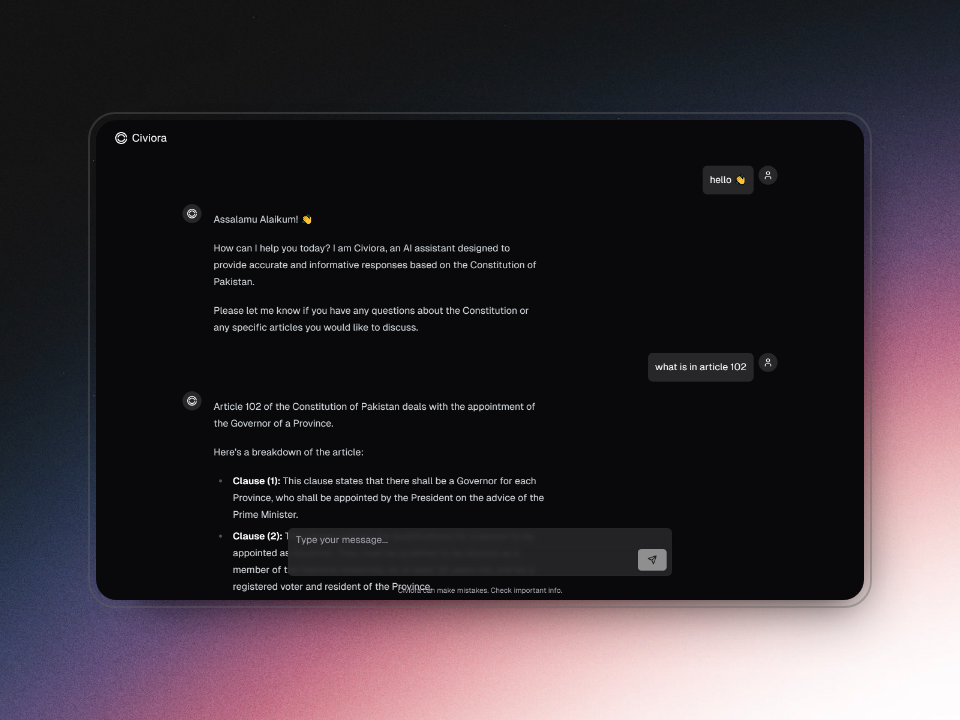 Civiora
hello 👋
Assalamu Alaikum! 👋
How can I help you today? I am Civiora, an AI assistant designed to
provide accurate and informative responses based on the Constitution of
Pakistan.
Please let me know if you have any questions about the Constitution or
any specific articles you would like to discuss.
what is in article 102
Article 102 of the Constitution of Pakistan deals with the appointment of
the Governor of a Province.
Here's a breakdown of the article:
• Clause (1): This clause states that there shall be a Governor for each
Province, who shall be appointed by the President on the advice of the
Prime Minister.
• Clause (2):
appointed as
member of
registered voter and resident of the Province.
Type your message...
Civiora can make mistakes. Check important info.